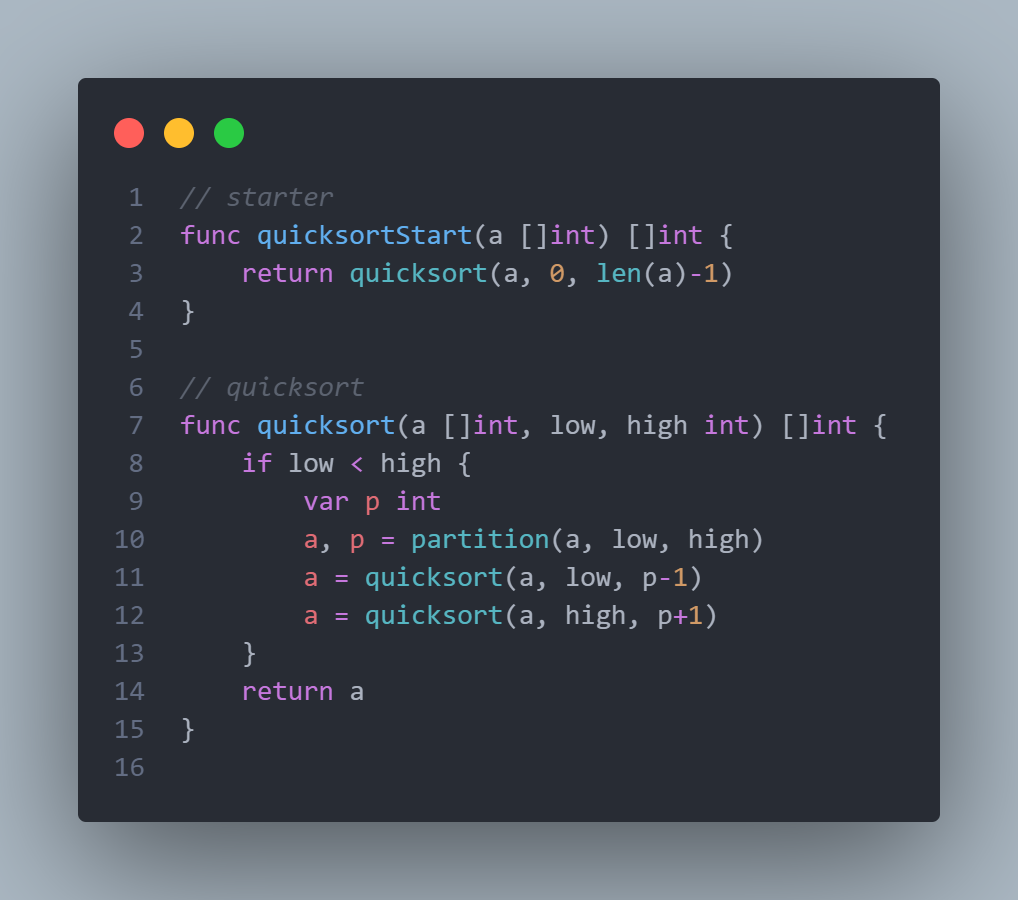 1 // starter
2 func quicksortStart(a []int) []int {
3     return quicksort(a, 0, len(a)-1)
4 }
5
6 // quicksort
7 func quicksort(a []int, low, high int) []int {
8     if low < high {
9         var p int
10         a, p = partition(a, low, high)
11         a = quicksort(a, low, p-1)
12         a = quicksort(a, high, p+1)
13     }
14     return a
15 }
16